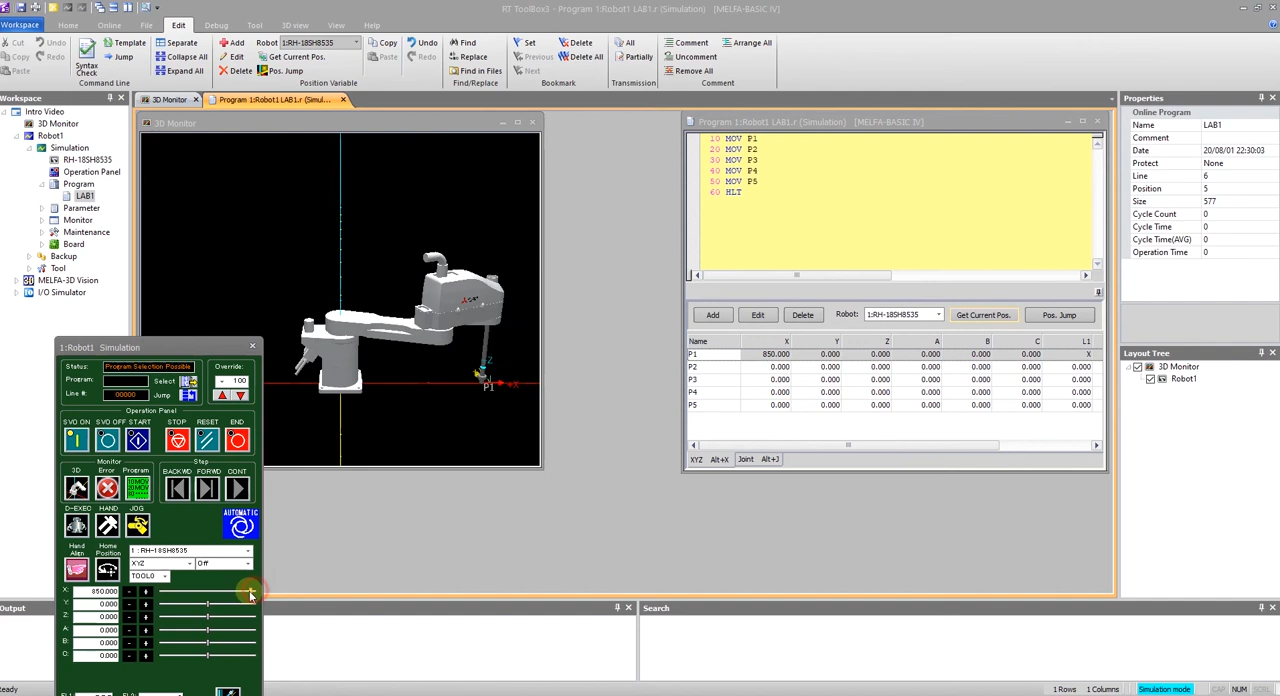 RT ToolBox3 - Program 1:Robot1 LAB1.r (Simulation) [MELFA-BASIC IV]
Workspace Home Online File Edit Debug Tool 3D view View Help
Cut Undo Template Separate Add Robot 1:RH-18SH8535 Copy Undo Find Set Delete All Comment Arrange All
Copy Redo Syntax Check Jump Collapse All Edit Get Current Pos. Paste Redo Replace Previous Delete All Partially Uncomment
Paste Expand All Delete Pos. Jump Find in Files Next Remove All
Command Line Position Variable Find/Replace Bookmark Transmission Comment
Workspace
Intro Video
3D Monitor
Robot1
Simulation
RH-18SH8535
Operation Panel
Program
LAB1
Parameter
Monitor
Maintenance
Board
Backup
Tool
MELFA-3D Vision
I/O Simulator
3D Monitor Program 1:Robot1 LAB1.r (Simul...
3D Monitor
Z
X
P1
Program 1:Robot1 LAB1.r (Simulation) [MELFA-BASIC IV]
10 MOV P1
20 MOV P2
30 MOV P3
40 MOV P4
50 MOV P5
60 HLT
Add Edit Delete Robot: 1:RH-18SH8535 Get Current Pos. Pos. Jump
Name X Y Z A B C L1
P1 850.000 0.000 0.000 0.000 0.000 0.000 X
P2 0.000 0.000 0.000 0.000 0.000 0.000 0.000
P3 0.000 0.000 0.000 0.000 0.000 0.000 0.000
P4 0.000 0.000 0.000 0.000 0.000 0.000 0.000
P5 0.000 0.000 0.000 0.000 0.000 0.000 0.000
XYZ Alt+X Joint Alt+J
Properties
Online Program
Name LAB1
Comment
Date 20/08/01 22:30:03
Protect None
Line 6
Position 5
Size 577
Cycle Count 0
Cycle Time 0
Cycle Time(AVG) 0
Operation Time 0
Layout Tree
3D Monitor
Robot1
1:Robot1 Simulation
Status: Program Selection Possible Override:
Program: Select 100
Line #: 00000 Jump
Operation Panel
SVO ON SVO OFF START STOP RESET END
Monitor Step
3D Error Program BACKWD FORWD CONT
10MOV
20MOV
D-EXEC HAND JOG AUTOMATIC
Hand Align Home Position 1 : RH-18SH8535
XYZ Off
TOOL0
X: 850.000 - +
Y: 0.000 - +
Z: 0.000 - +
A: 0.000 - +
B: 0.000 - +
C: 0.000 - +
Output Search
Ready 1 Rows 1 Columns Simulation mode CAP NUM SCRL